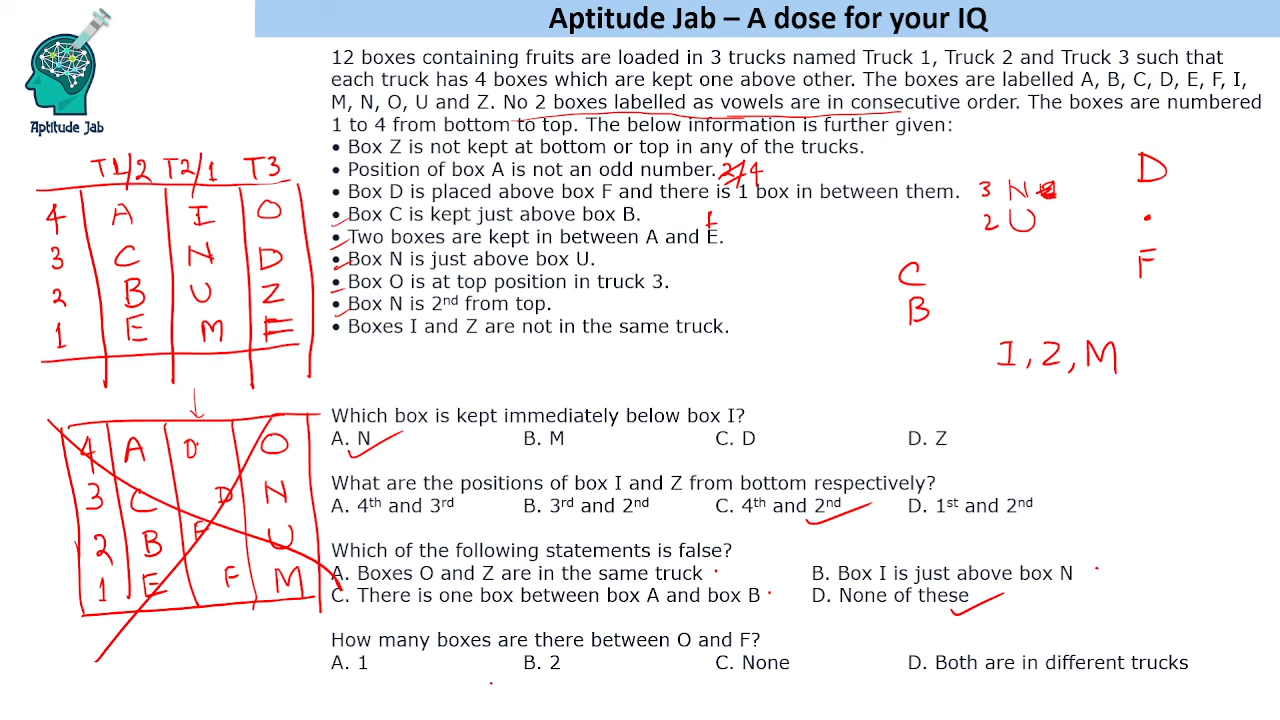 Aptitude Jab – A dose for your IQ
Aptitude Jab
12 boxes containing fruits are loaded in 3 trucks named Truck 1, Truck 2 and Truck 3 such that
each truck has 4 boxes which are kept one above other. The boxes are labelled A, B, C, D, E, F, I,
M, N, O, U and Z. No 2 boxes labelled as vowels are in consecutive order. The boxes are numbered
1 to 4 from bottom to top. The below information is further given:
• Box Z is not kept at bottom or top in any of the trucks.
• Position of box A is not an odd number. 2/4
• Box D is placed above box F and there is 1 box in between them.
• Box C is kept just above box B.
• Two boxes are kept in between A and E.
• Box N is just above box U.
• Box O is at top position in truck 3.
• Box N is 2nd from top.
• Boxes I and Z are not in the same truck.
T1/2 T2/1 T3
4 A I O
3 C N D
2 B U Z
1 E M F
3 N
2 U
D
•
F
C
B
1
I, Z, M
4 A D O
3 C D N
2 B F U
1 E F M
Which box is kept immediately below box I?
A. N B. M C. D D. Z
What are the positions of box I and Z from bottom respectively?
A. 4th and 3rd B. 3rd and 2nd C. 4th and 2nd D. 1st and 2nd
Which of the following statements is false?
A. Boxes O and Z are in the same truck B. Box I is just above box N
C. There is one box between box A and box B D. None of these
How many boxes are there between O and F?
A. 1 B. 2 C. None D. Both are in different trucks